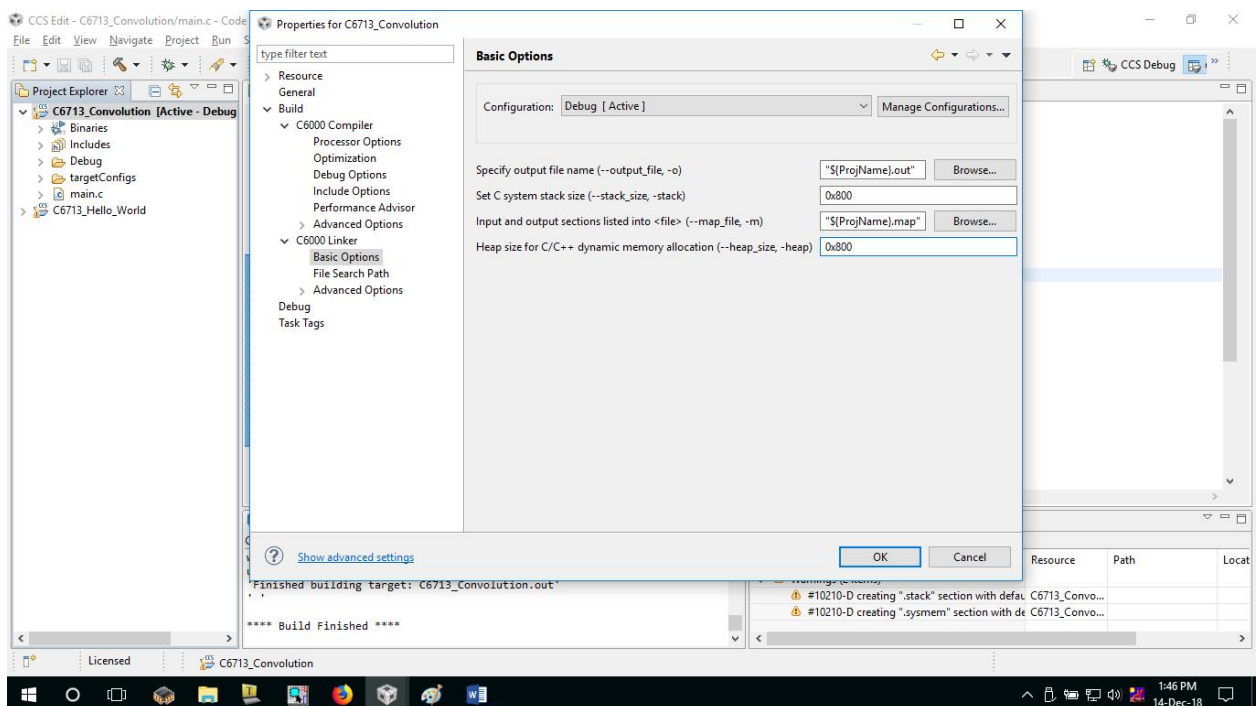 CCS Edit - C6713_Convolution/main.c - Code
Properties for C6713_Convolution
File Edit View Navigate Project Run S
type filter text
Basic Options
CCS Debug
Project Explorer
Resource
General
Build
C6000 Compiler
Processor Options
Optimization
Debug Options
Include Options
Performance Advisor
Advanced Options
C6000 Linker
Basic Options
File Search Path
Advanced Options
Debug
Task Tags
C6713_Convolution [Active - Debug
Binaries
Includes
Debug
targetConfigs
main.c
C6713_Hello_World
Configuration: Debug [ Active ] Manage Configurations...
Specify output file name (--output_file, -o) "${ProjName}.out" Browse...
Set C system stack size (--stack_size, -stack) 0x800
Input and output sections listed into <file> (--map_file, -m) "${ProjName}.map" Browse...
Heap size for C/C++ dynamic memory allocation (--heap_size, -heap) 0x800
Show advanced settings
OK Cancel
Resource Path Locat
'Finished building target: C6713_Convolution.out'
' '
**** Build Finished ****
#10210-D creating ".stack" section with defau C6713_Convo...
#10210-D creating ".sysmem" section with de C6713_Convo...
Licensed C6713_Convolution
1:46 PM
14-Dec-18